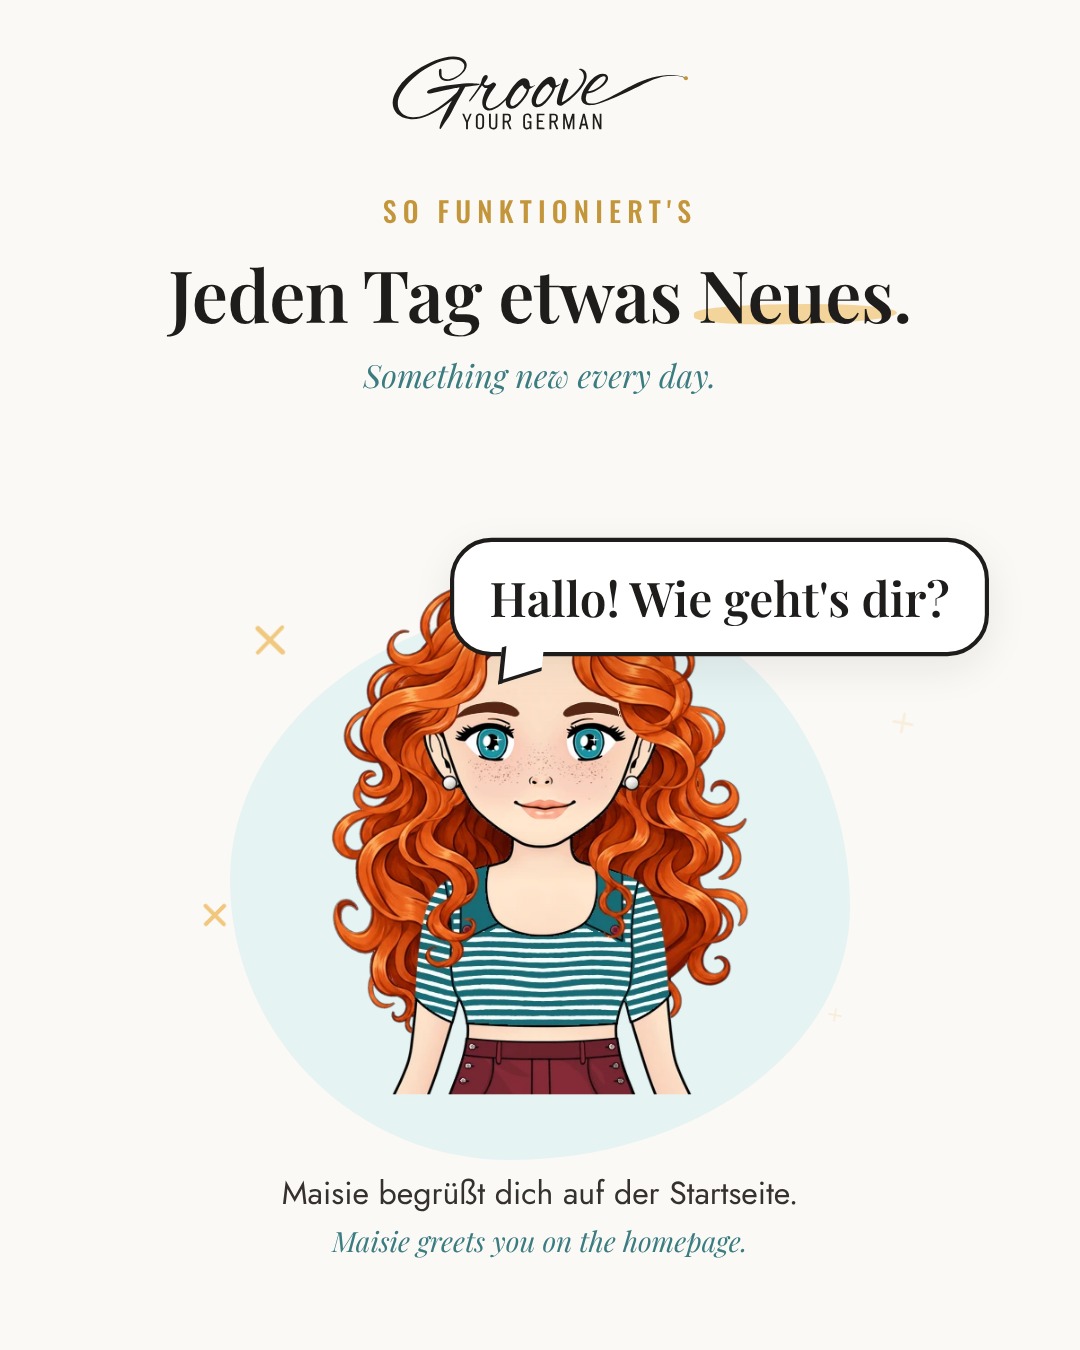 Groove
YOUR GERMAN
SO FUNKTIONIERT'S
Jeden Tag etwas Neues.
Something new every day.
Hallo! Wie geht's dir?
Maisie begrüßt dich auf der Startseite.
Maisie greets you on the homepage.